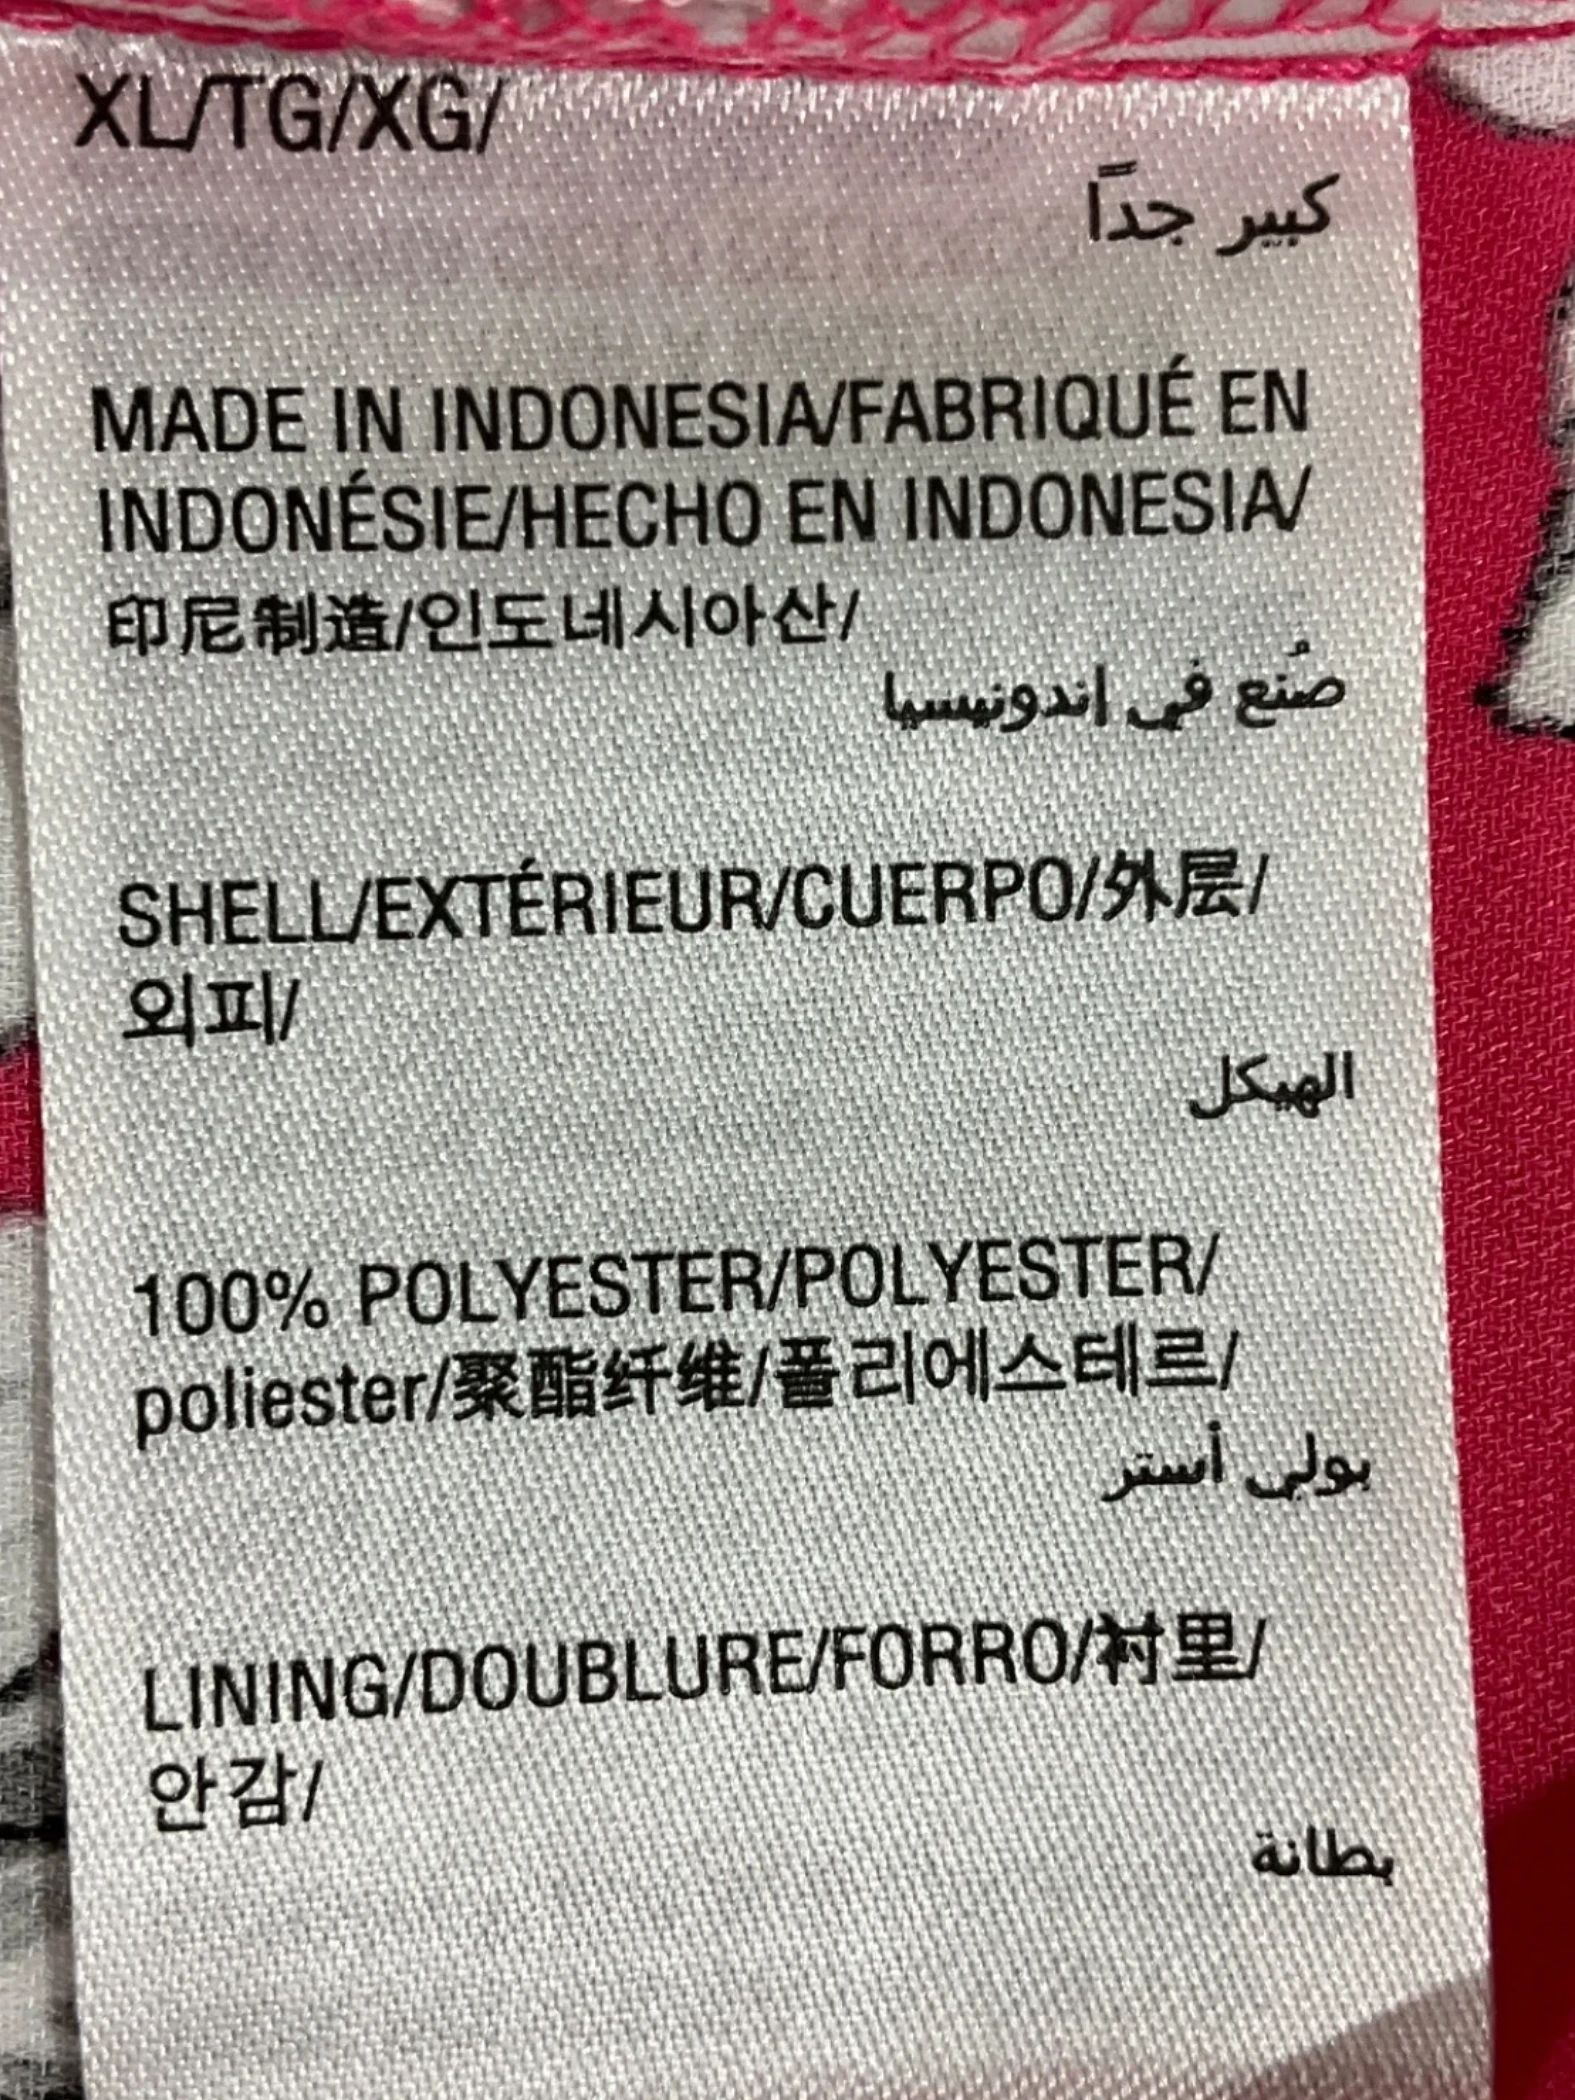 XL/TG/XG/
كبير جداً
MADE IN INDONESIA/FABRIQUÉ EN
INDONÉSIE/HECHO EN INDONESIA/
印尼制造/인도네시아산/
صُنع في اندونيسيا
SHELL/EXTÉRIEUR/CUERPO/外层/
외피/
الهيكل
100% POLYESTER/POLYESTER/
poliester/聚酯纤维/폴리에스테르/
بولي أستر
LINING/DOUBLURE/FORRO/衬里/
안감/
بطانة